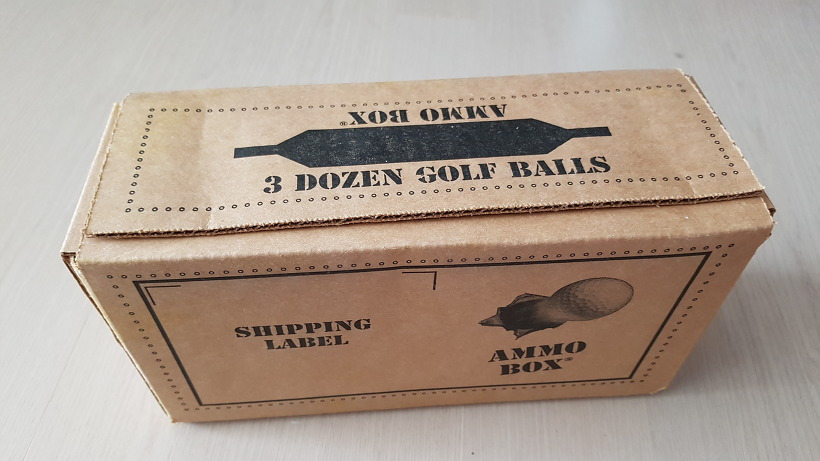 AMMO BOX®
3 DOZEN GOLF BALLS
SHIPPING
LABEL
AMMO
BOX®